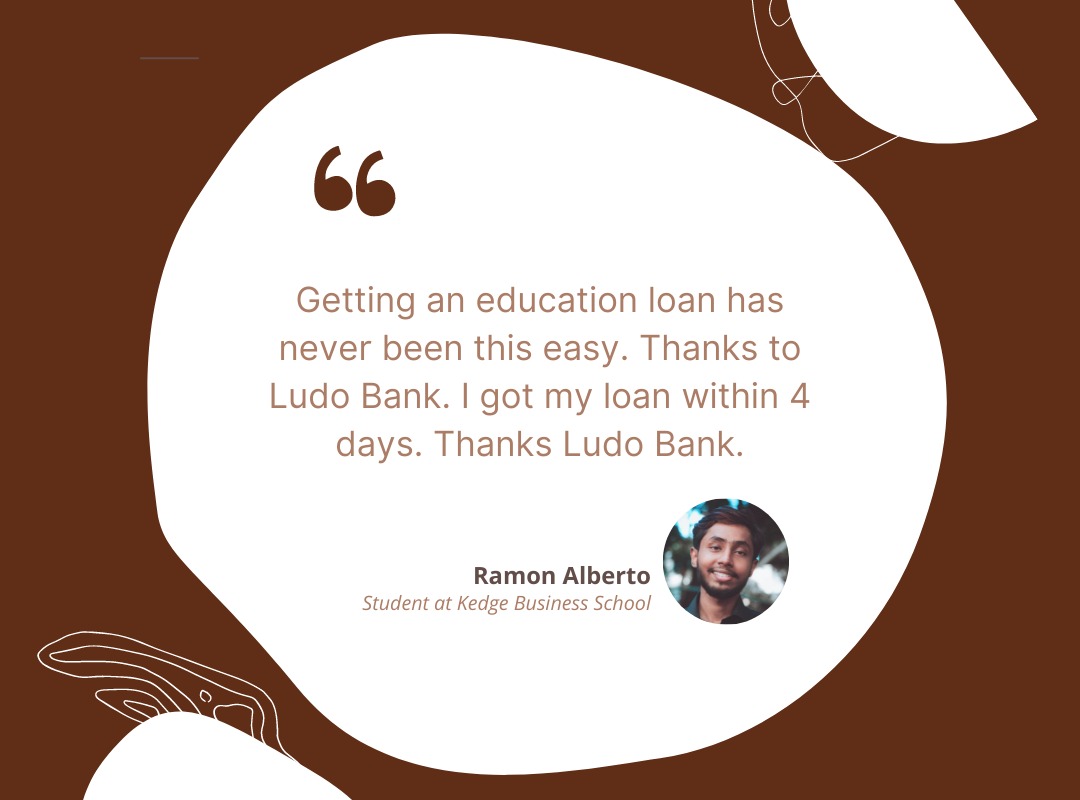 “
Getting an education loan has
never been this easy. Thanks to
Ludo Bank. I got my loan within 4
days. Thanks Ludo Bank.
Ramon Alberto
Student at Kedge Business School